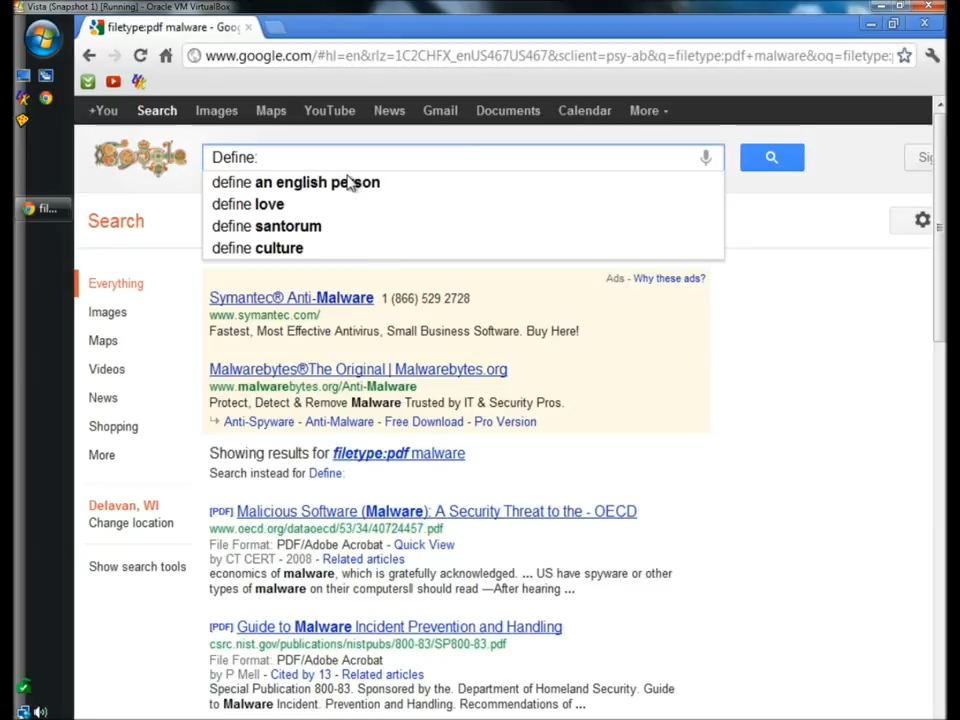 Vista (Snapshot 1) [Running] - Oracle VM VirtualBox
filetype:pdf malware - Goo
www.google.com/#hl=en&rlz=1C2CHFX_enUS467US467&sclient=psy-ab&q=filetype:pdf+malware&oq=filetype:
+You Search Images Maps YouTube News Gmail Documents Calendar More
Google
Define:
Sig
define an english person
define love
define santorum
define culture
Search
fil...
Everything
Images
Maps
Videos
News
Shopping
More
Delavan, WI
Change location
Show search tools
Ads - Why these ads?
Symantec® Anti-Malware 1 (866) 529 2728
www.symantec.com/
Fastest, Most Effective Antivirus, Small Business Software. Buy Here!
Malwarebytes®The Original | Malwarebytes.org
www.malwarebytes.org/Anti-Malware
Protect, Detect & Remove Malware Trusted by IT & Security Pros.
Anti-Spyware - Anti-Malware - Free Download - Pro Version
Showing results for filetype:pdf malware
Search instead for Define:
[PDF] Malicious Software (Malware): A Security Threat to the - OECD
www.oecd.org/dataoecd/53/34/40724457.pdf
File Format: PDF/Adobe Acrobat - Quick View
by CT CERT - 2008 - Related articles
economics of malware, which is gratefully acknowledged. ... US have spyware or other
types of malware on their computers‖ should read ―After hearing ...
[PDF] Guide to Malware Incident Prevention and Handling
csrc.nist.gov/publications/nistpubs/800-83/SP800-83.pdf
File Format: PDF/Adobe Acrobat
by P Mell - Cited by 13 - Related articles
Special Publication 800-83. Sponsored by the. Department of Homeland Security. Guide
to Malware Incident. Prevention and Handling. Recommendations of ...